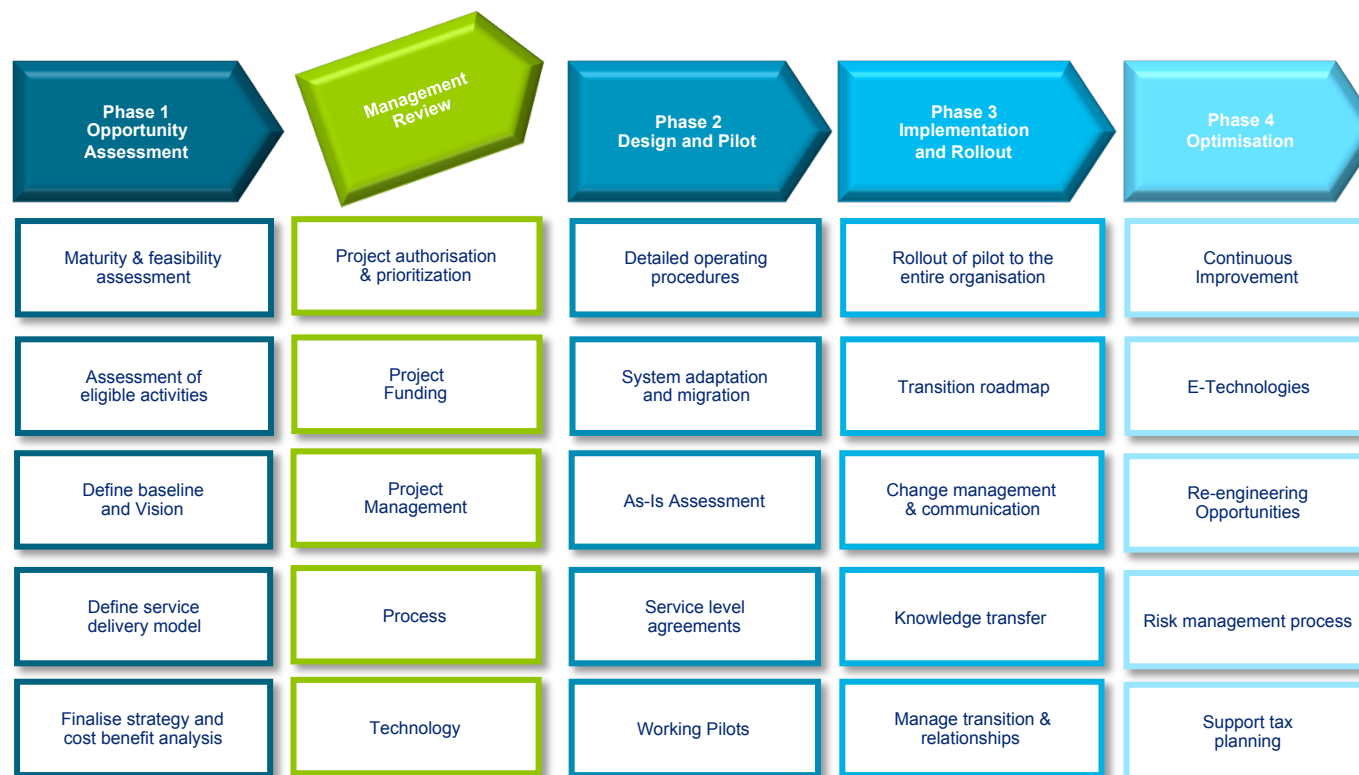 Phase 1
Opportunity
Assessment
Management
Review
Phase 2
Design and Pilot
Phase 3
Implementation
and Rollout
Phase 4
Optimisation
Maturity & feasibility
assessment
Project authorisation
& prioritization
Detailed operating
procedures
Rollout of pilot to the
entire organisation
Continuous
Improvement
Assessment of
eligible activities
Project
Funding
System adaptation
and migration
Transition roadmap
E-Technologies
Define baseline
and Vision
Project
Management
As-Is Assessment
Change management
& communication
Re-engineering
Opportunities
Define service
delivery model
Process
Service level
agreements
Knowledge transfer
Risk management process
Finalise strategy and
cost benefit analysis
Technology
Working Pilots
Manage transition &
relationships
Support tax
planning